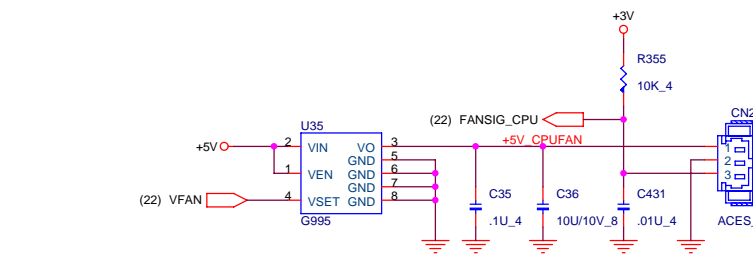 +3V
R355
10K_4
CN2
(22) FANSIG_CPU
+5V_CPUFAN
U35
+5V
2 VIN VO 3
GND 5
1 VEN GND 6
GND 7
(22) VFAN
4 VSET GND 8
G995
1
2
3
C35
.1U_4
C36
10U/10V_8
C431
.01U_4
ACES_